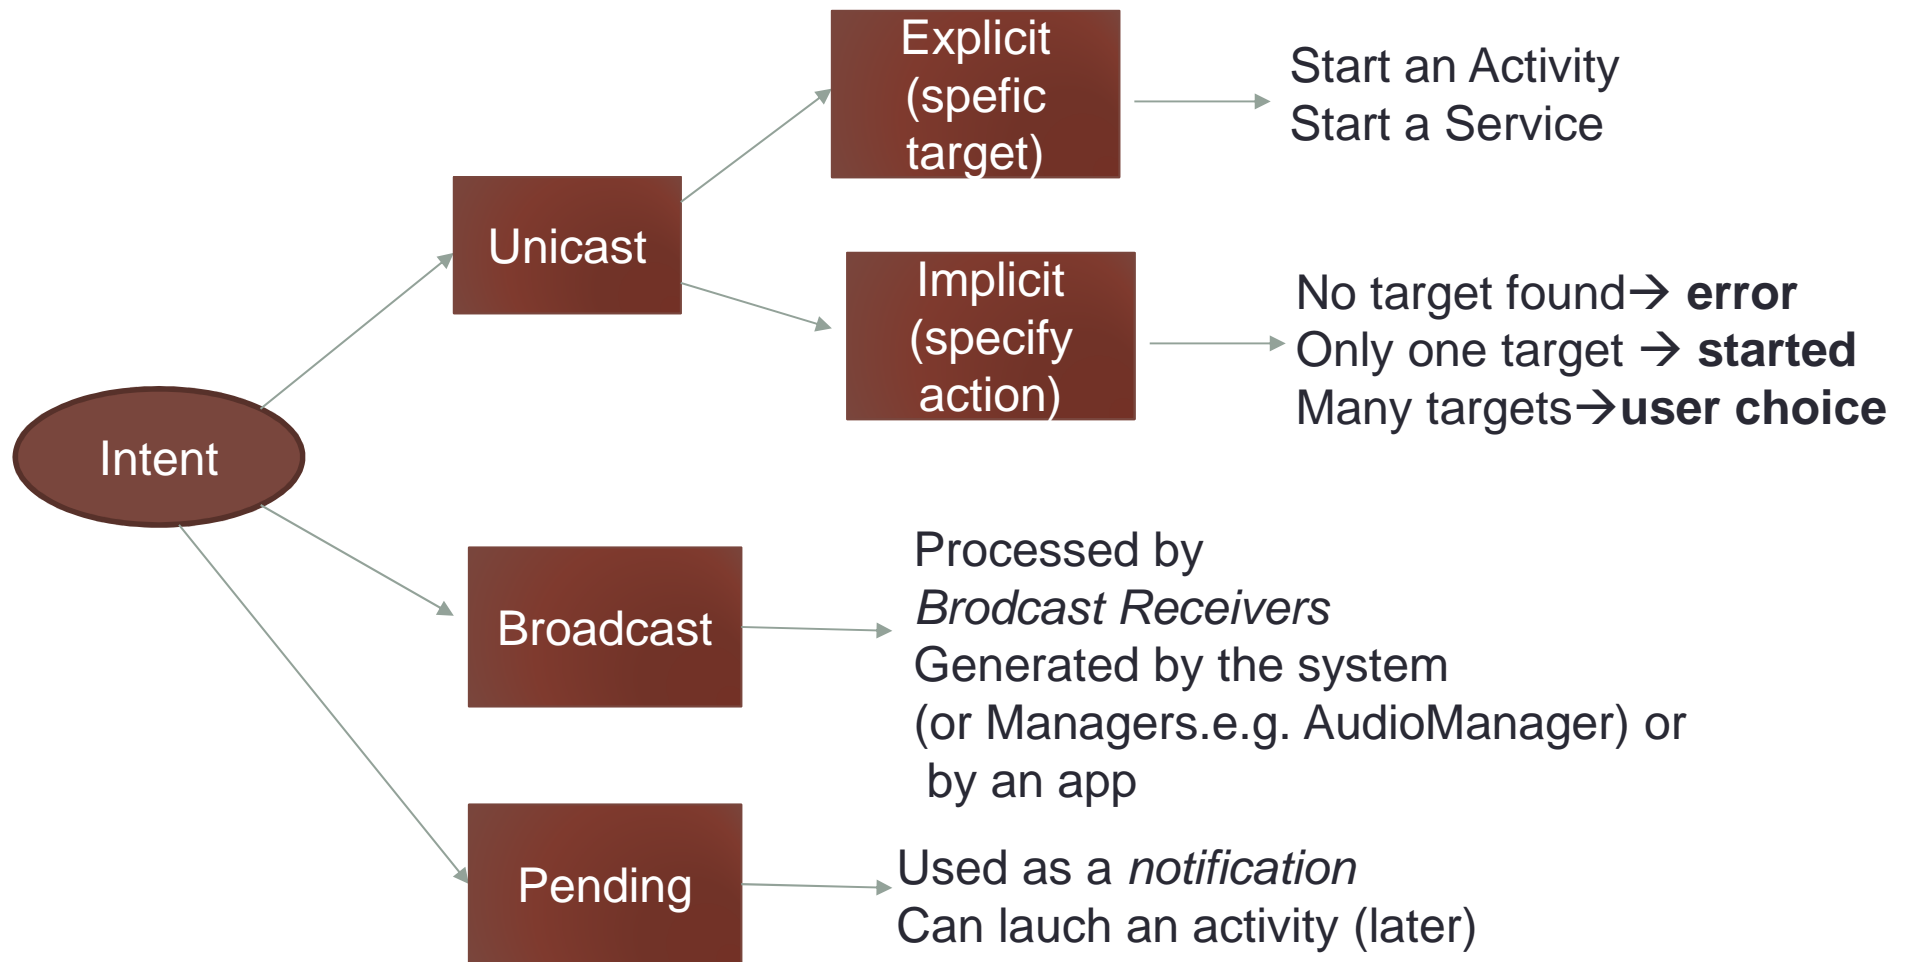 Explicit
(spefic
target)
Start an Activity
Start a Service
Unicast
Implicit
(specify
action)
No target found→ error
Only one target → started
Many targets→user choice
Intent
Broadcast
Processed by
Brodcast Receivers
Generated by the system
(or Managers.e.g. AudioManager) or
by an app
Pending
Used as a notification
Can lauch an activity (later)